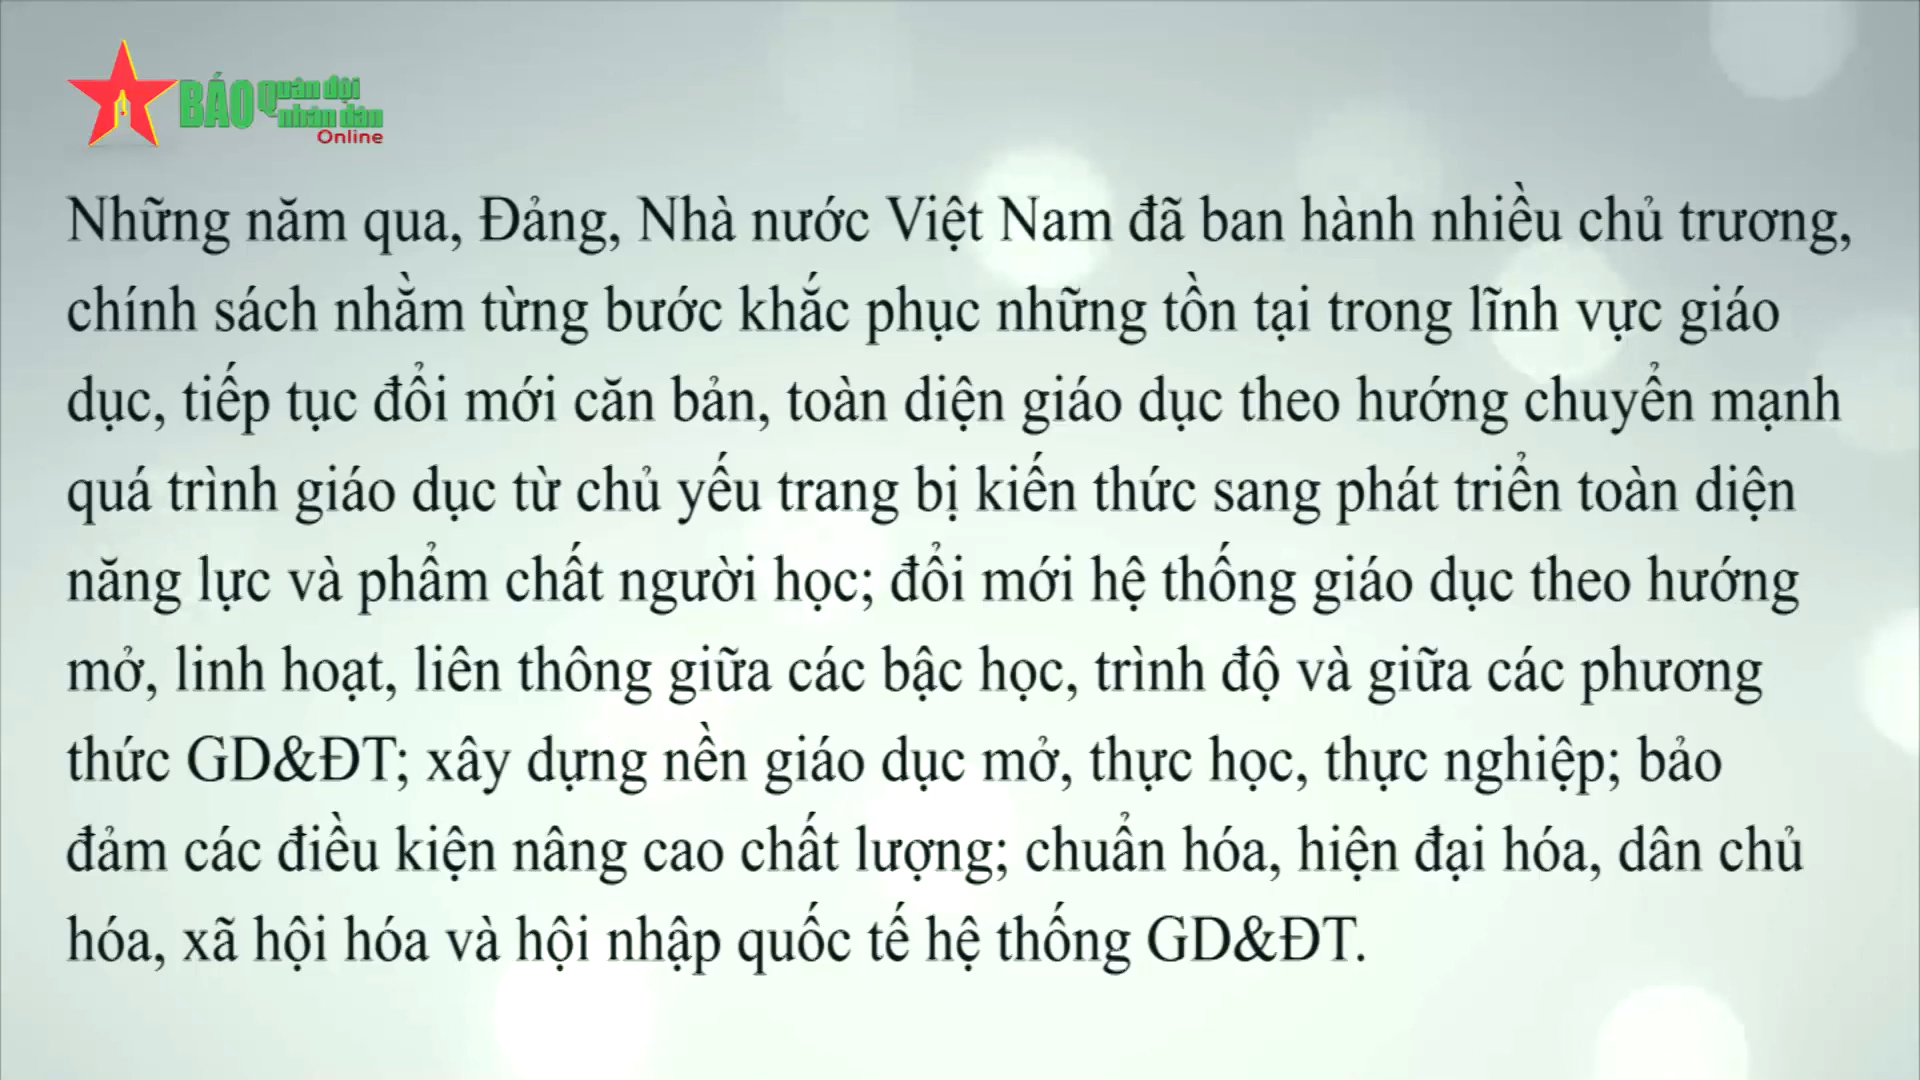 BÁO Quân đội
nhân dân
Online
Những năm qua, Đảng, Nhà nước Việt Nam đã ban hành nhiều chủ trương,
chính sách nhằm từng bước khắc phục những tồn tại trong lĩnh vực giáo
dục, tiếp tục đổi mới căn bản, toàn diện giáo dục theo hướng chuyển mạnh
quá trình giáo dục từ chủ yếu trang bị kiến thức sang phát triển toàn diện
năng lực và phẩm chất người học; đổi mới hệ thống giáo dục theo hướng
mở, linh hoạt, liên thông giữa các bậc học, trình độ và giữa các phương
thức GD&ĐT; xây dựng nền giáo dục mở, thực học, thực nghiệp; bảo
đảm các điều kiện nâng cao chất lượng; chuẩn hóa, hiện đại hóa, dân chủ
hóa, xã hội hóa và hội nhập quốc tế hệ thống GD&ĐT.